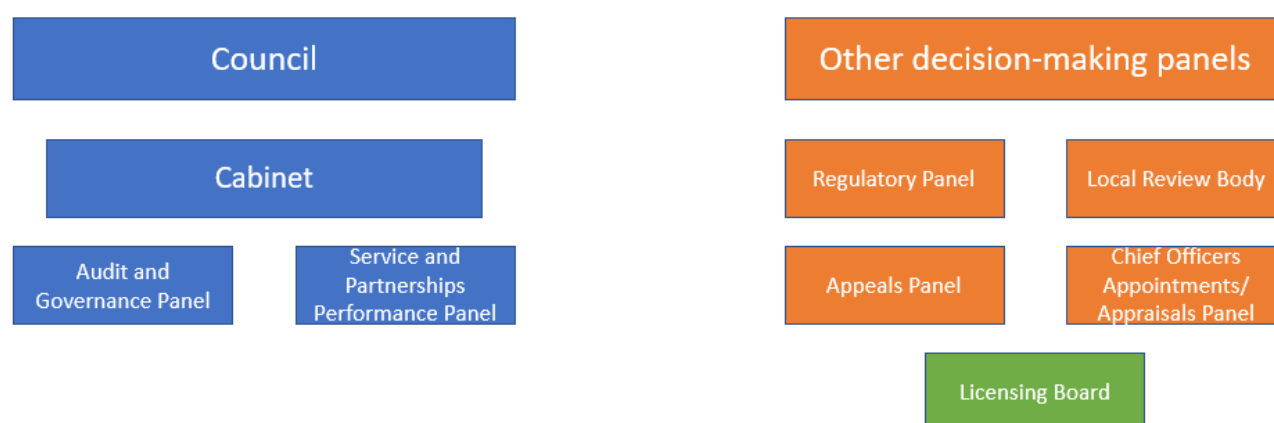 Council
Cabinet
Audit and
Governance Panel
Service and
Partnerships
Performance Panel
Other decision-making panels
Regulatory Panel
Local Review Body
Appeals Panel
Chief Officers
Appointments/
Appraisals Panel
Licensing Board